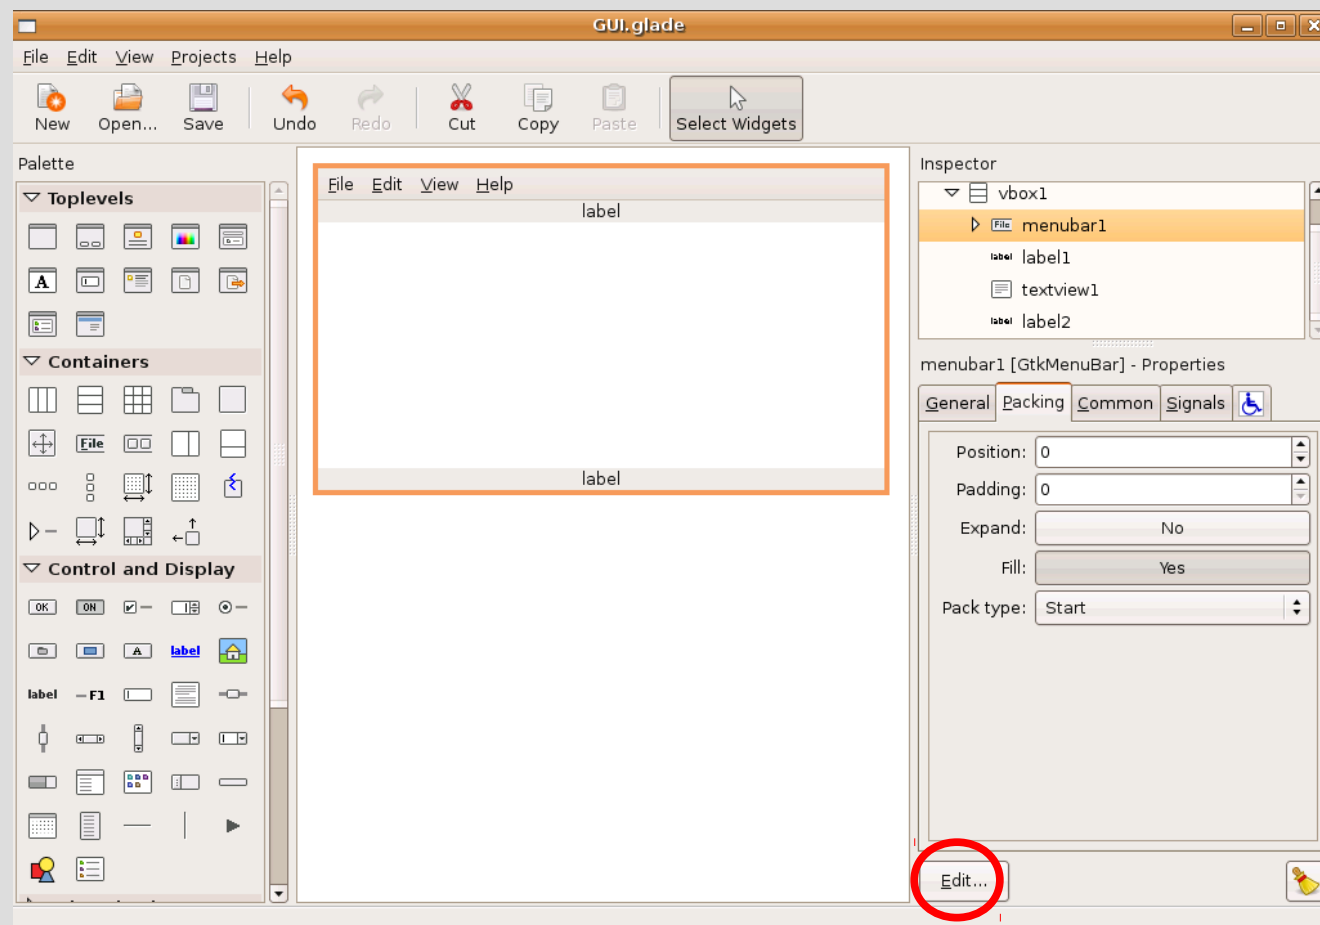 GUI.glade
File Edit View Projects Help
New Open... Save Undo Redo Cut Copy Paste Select Widgets
Palette
Toplevels
A
Containers
File
Control and Display
OK ON
A label
label F1
File Edit View Help
label
label
Inspector
vbox1
File menubar1
label label1
textview1
label label2
menubar1 [GtkMenuBar] - Properties
General Packing Common Signals
Position: 0
Padding: 0
Expand: No
Fill: Yes
Pack type: Start
Edit...